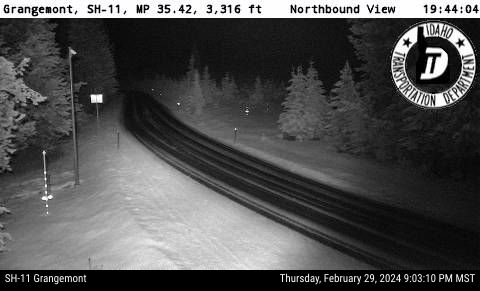 Grangemont, SH-11, MP 35.42, 3,316 ft Northbound View 19:44:04
IDAHO
TRANSPORTATION DEPARTMENT
SH-11 Grangemont Thursday, February 29, 2024 9:03:10 PM MST